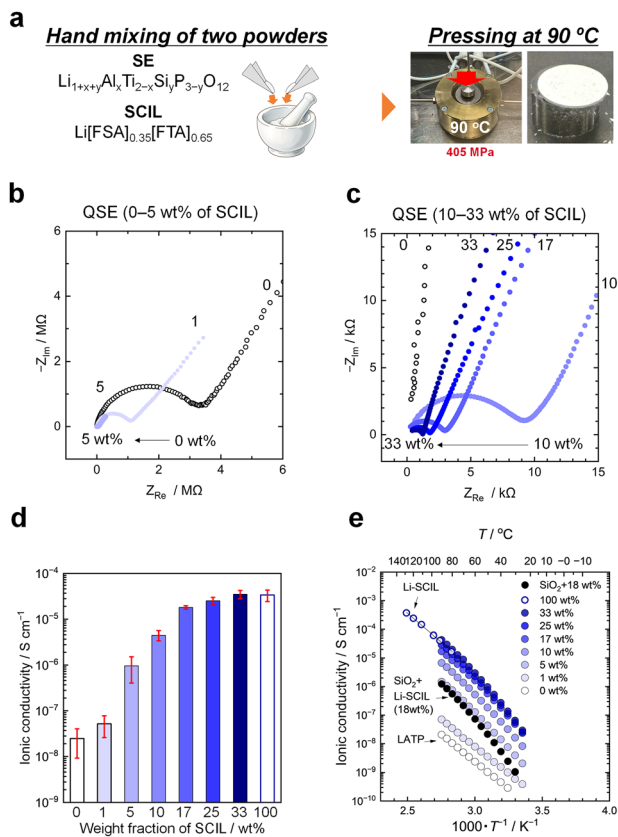 a
Hand mixing of two powders
Pressing at 90 ºC
SE
Li1+x+yAlxTi2−xSiyP3−yO12
SCIL
Li[FSA]0.35[FTA]0.65
90 ºC
405 MPa
b
QSE (0–5 wt% of SCIL)
6
4
2
0
−ZIm / MΩ
0
1
5
5 wt%
0 wt%
0
2
4
6
ZRe / MΩ
c
QSE (10–33 wt% of SCIL)
15
10
5
0
−ZIm / kΩ
0
33
25
17
10
33 wt%
10 wt%
0
5
10
15
ZRe / kΩ
d
10−4
10−5
10−6
10−7
10−8
10−9
Ionic conductivity / S cm−1
0 1 5 10 17 25 33 100
Weight fraction of SCIL / wt%
e
T / ºC
140 120 100 80 60 40 20 10 −0 −10
10−2
10−3
10−4
10−5
10−6
10−7
10−8
10−9
10−10
Ionic conductivity / S cm−1
Li-SCIL
SiO2+
Li-SCIL
(18wt%)
LATP
SiO2+18 wt%
100 wt%
33 wt%
25 wt%
17 wt%
10 wt%
5 wt%
1 wt%
0 wt%
2.5 3.0 3.5 4.0
1000·T−1 / K−1